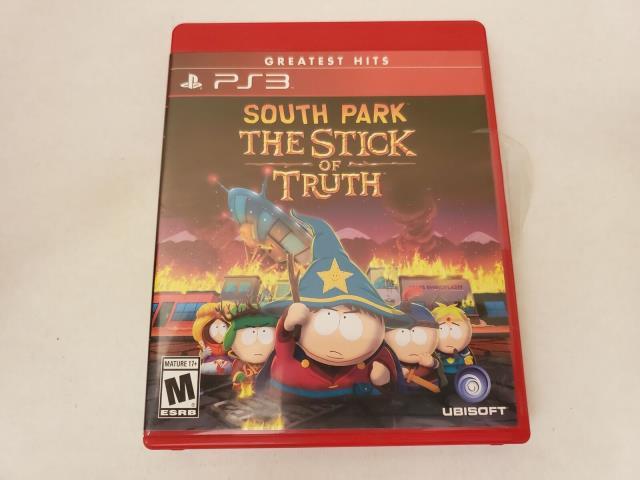 GREATEST HITS
PS3
SOUTH PARK
THE STICK
OF
TRUTH
MATURE 17+
M
ESRB
UBISOFT